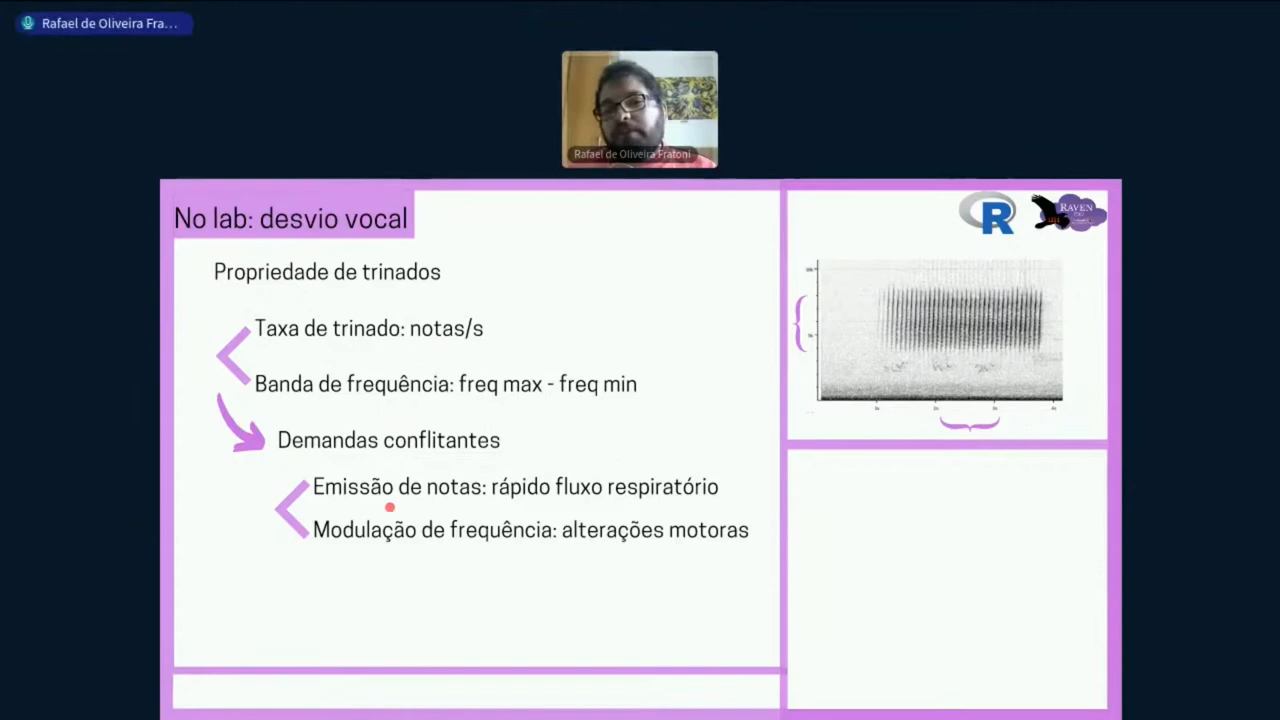 Rafael de Oliveira Fra...
Rafael de Oliveira Fratoni
No lab: desvio vocal
R
RAVEN
Propriedade de trinados
Taxa de trinado: notas/s
Banda de frequência: freq max - freq min
Demandas conflitantes
Emissão de notas: rápido fluxo respiratório
Modulação de frequência: alterações motoras